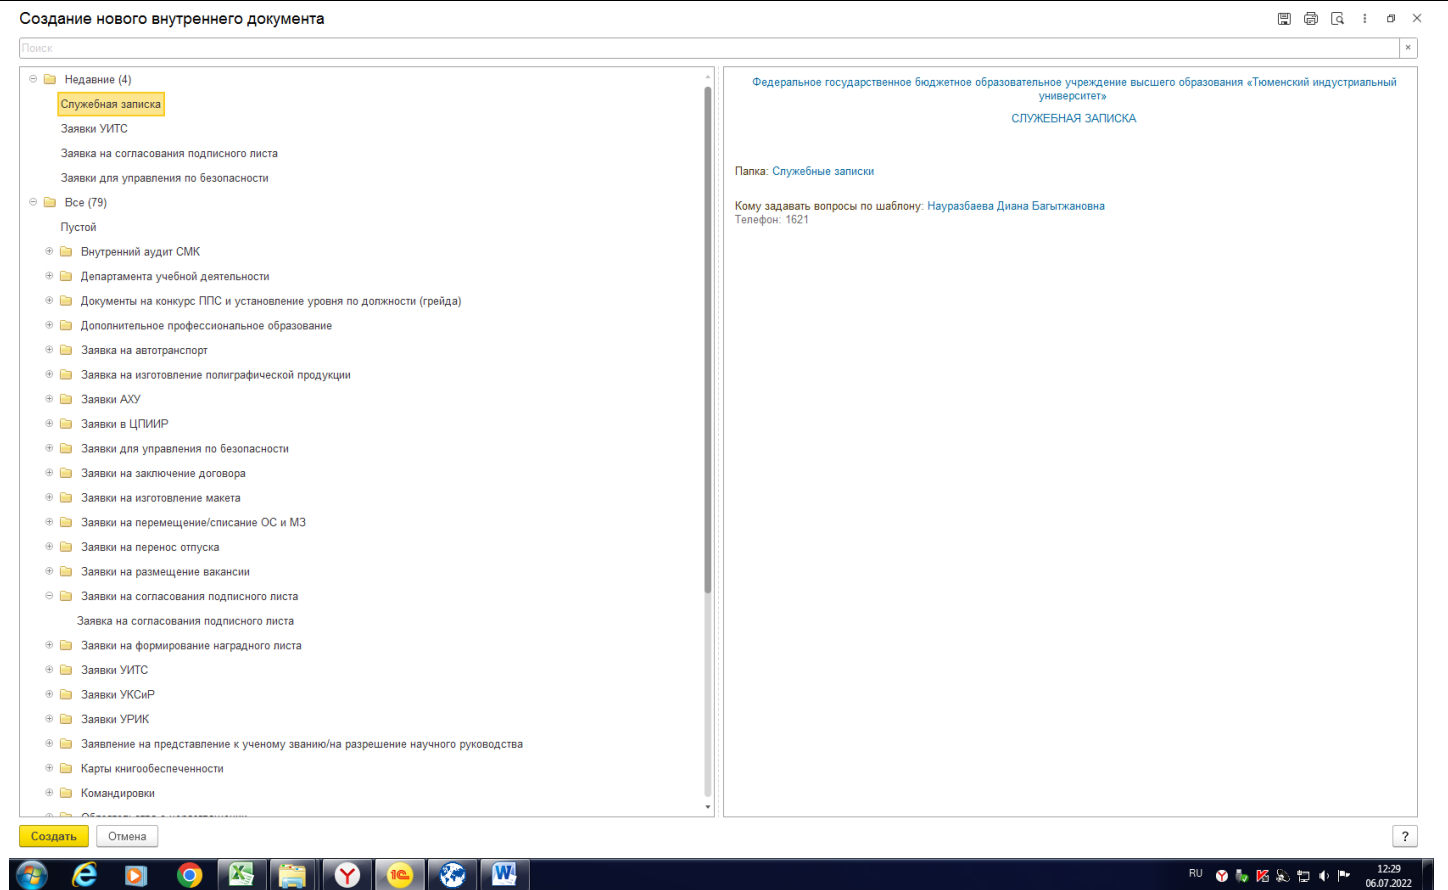 Создание нового внутреннего документа
Поиск
Недавние (4)
Служебная записка
Заявки УИТС
Заявка на согласования подписного листа
Заявки для управления по безопасности
Все (79)
Пустой
Внутренний аудит СМК
Департамента учебной деятельности
Документы на конкурс ППС и установление уровня по должности (грейда)
Дополнительное профессиональное образование
Заявка на автотранспорт
Заявка на изготовление полиграфической продукции
Заявки АХУ
Заявки в ЦПИИР
Заявки для управления по безопасности
Заявки на заключение договора
Заявки на изготовление макета
Заявки на перемещение/списание ОС и МЗ
Заявки на перенос отпуска
Заявки на размещение вакансии
Заявки на согласования подписного листа
Заявка на согласования подписного листа
Заявки на формирование наградного листа
Заявки УИТС
Заявки УКСиР
Заявки УРИК
Заявление на представление к ученому званию/на разрешение научного руководства
Карты книгообеспеченности
Командировки
Федеральное государственное бюджетное образовательное учреждение высшего образования «Тюменский индустриальный
университет»
СЛУЖЕБНАЯ ЗАПИСКА
Папка: Служебные записки
Кому задавать вопросы по шаблону: Науразбаева Диана Багытжановна
Телефон: 1621
Создать
Отмена
?
RU
12:29
06.07.2022